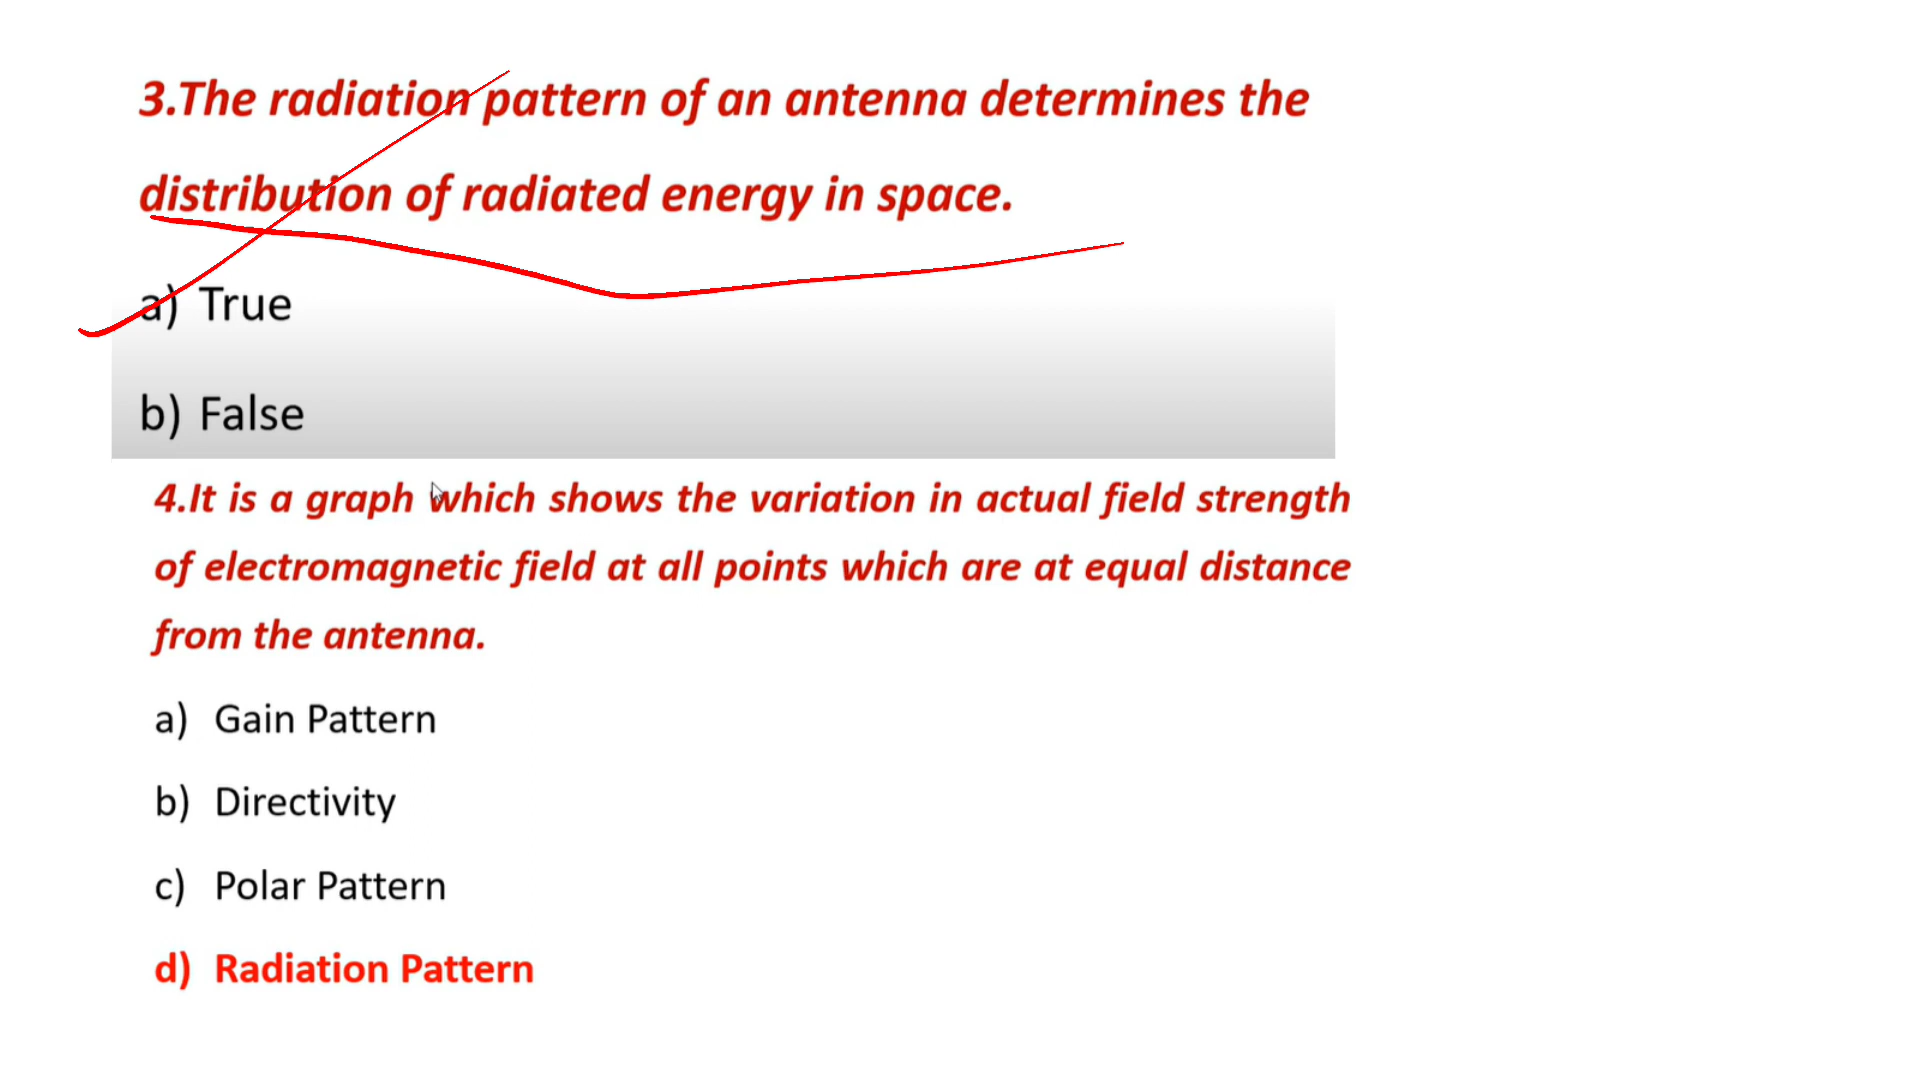 3.The radiation pattern of an antenna determines the
distribution of radiated energy in space.
a) True
b) False
4.It is a graph which shows the variation in actual field strength
of electromagnetic field at all points which are at equal distance
from the antenna.
a) Gain Pattern
b) Directivity
c) Polar Pattern
d) Radiation Pattern